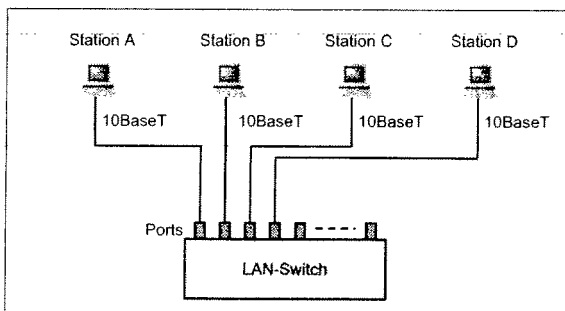 Station A Station B Station C Station D
10BaseT 10BaseT 10BaseT 10BaseT
Ports
LAN-Switch